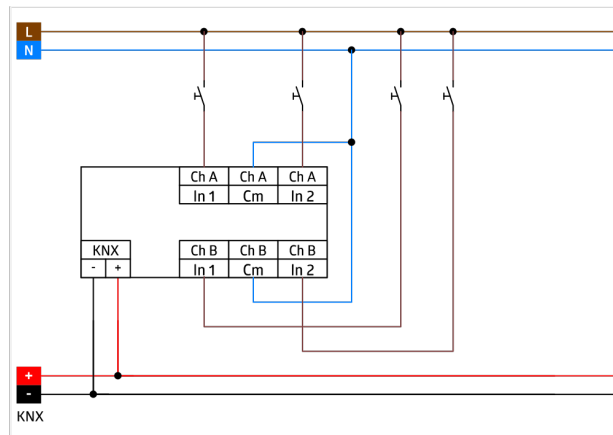 L
N
Ch A Ch A Ch A
In 1 Cm In 2
KNX
- +
Ch B Ch B Ch B
In 1 Cm In 2
+
-
KNX